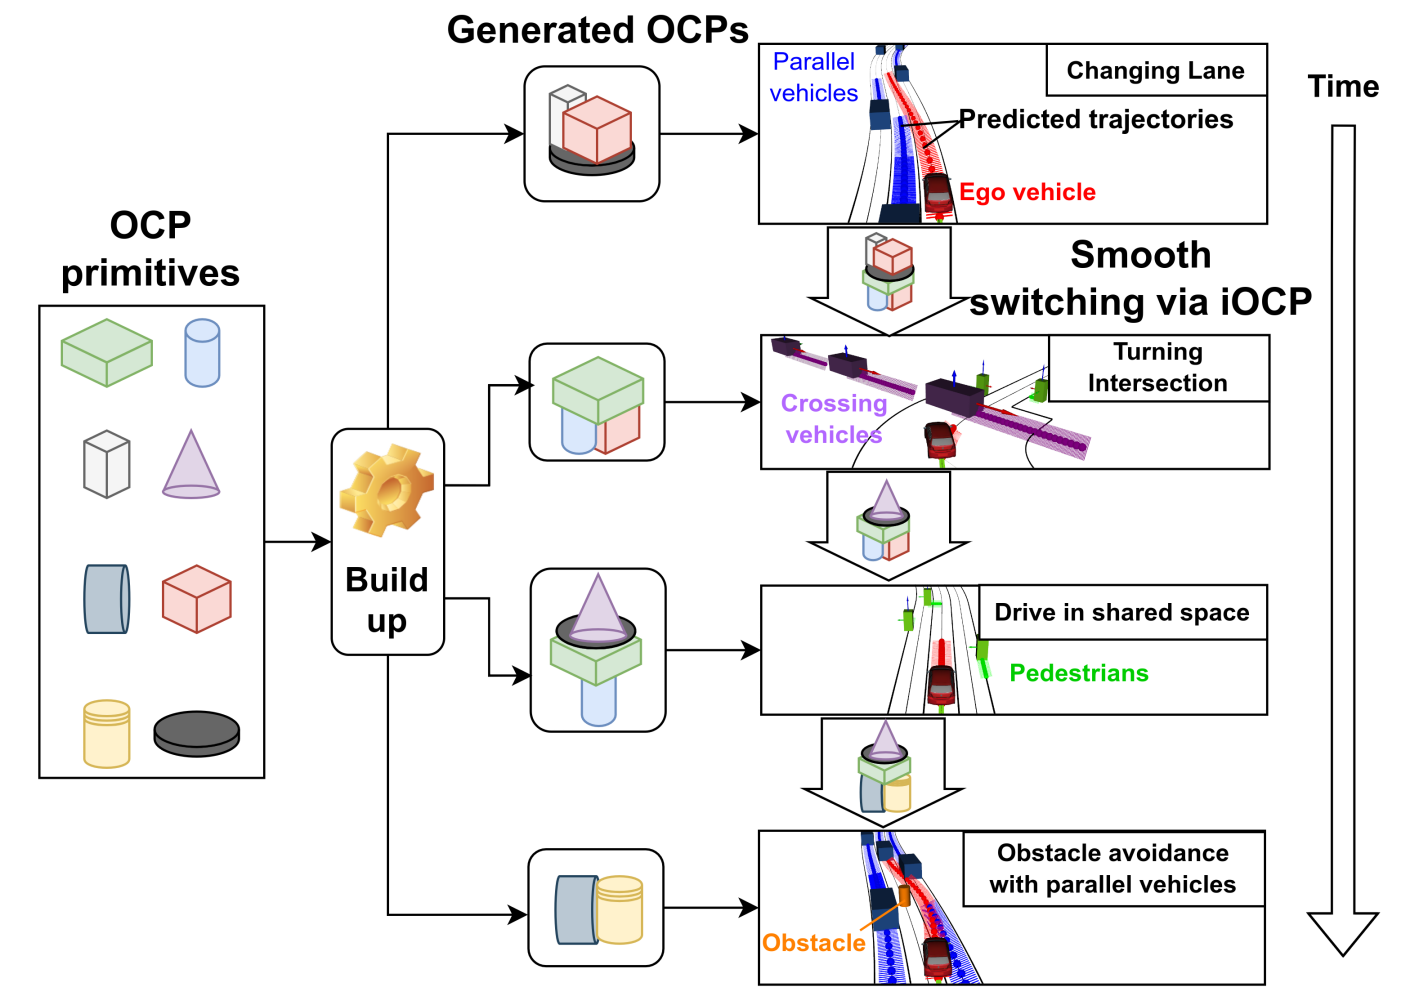 Generated OCPs
Parallel
vehicles
Changing Lane
Time
Predicted trajectories
Ego vehicle
OCP
primitives
Smooth
switching via iOCP
Turning
Intersection
Crossing
vehicles
Build
up
Drive in shared space
Pedestrians
Obstacle avoidance
with parallel vehicles
Obstacle